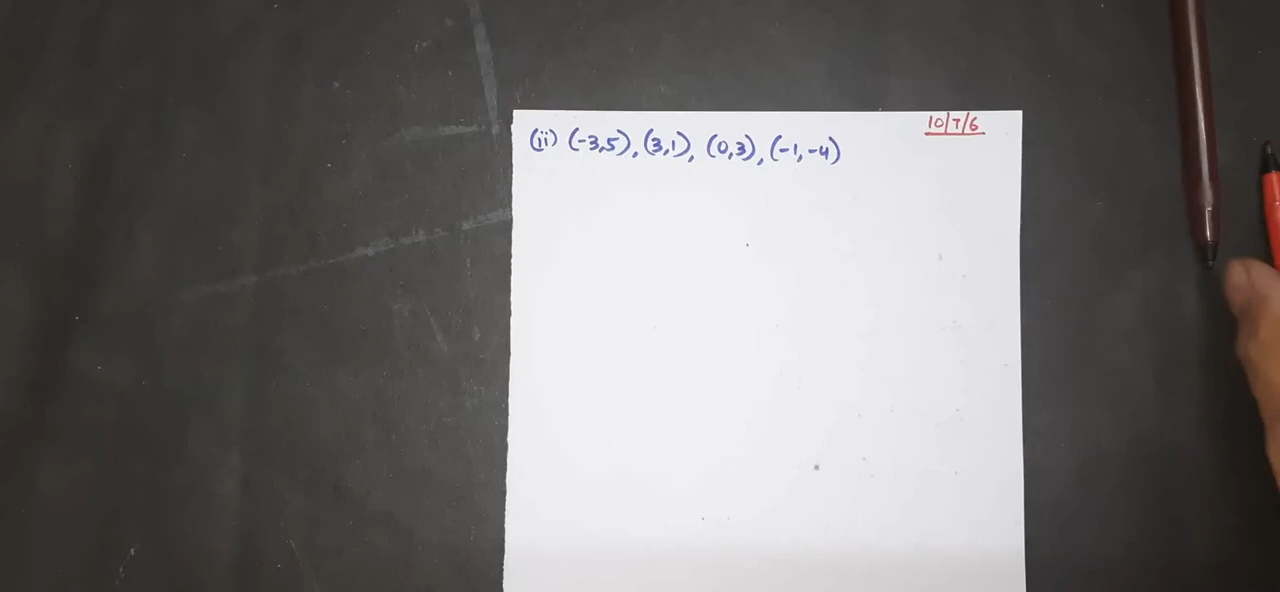 10/7/6
(ii) (-3,5), (3,1), (0,3), (-1,-4)